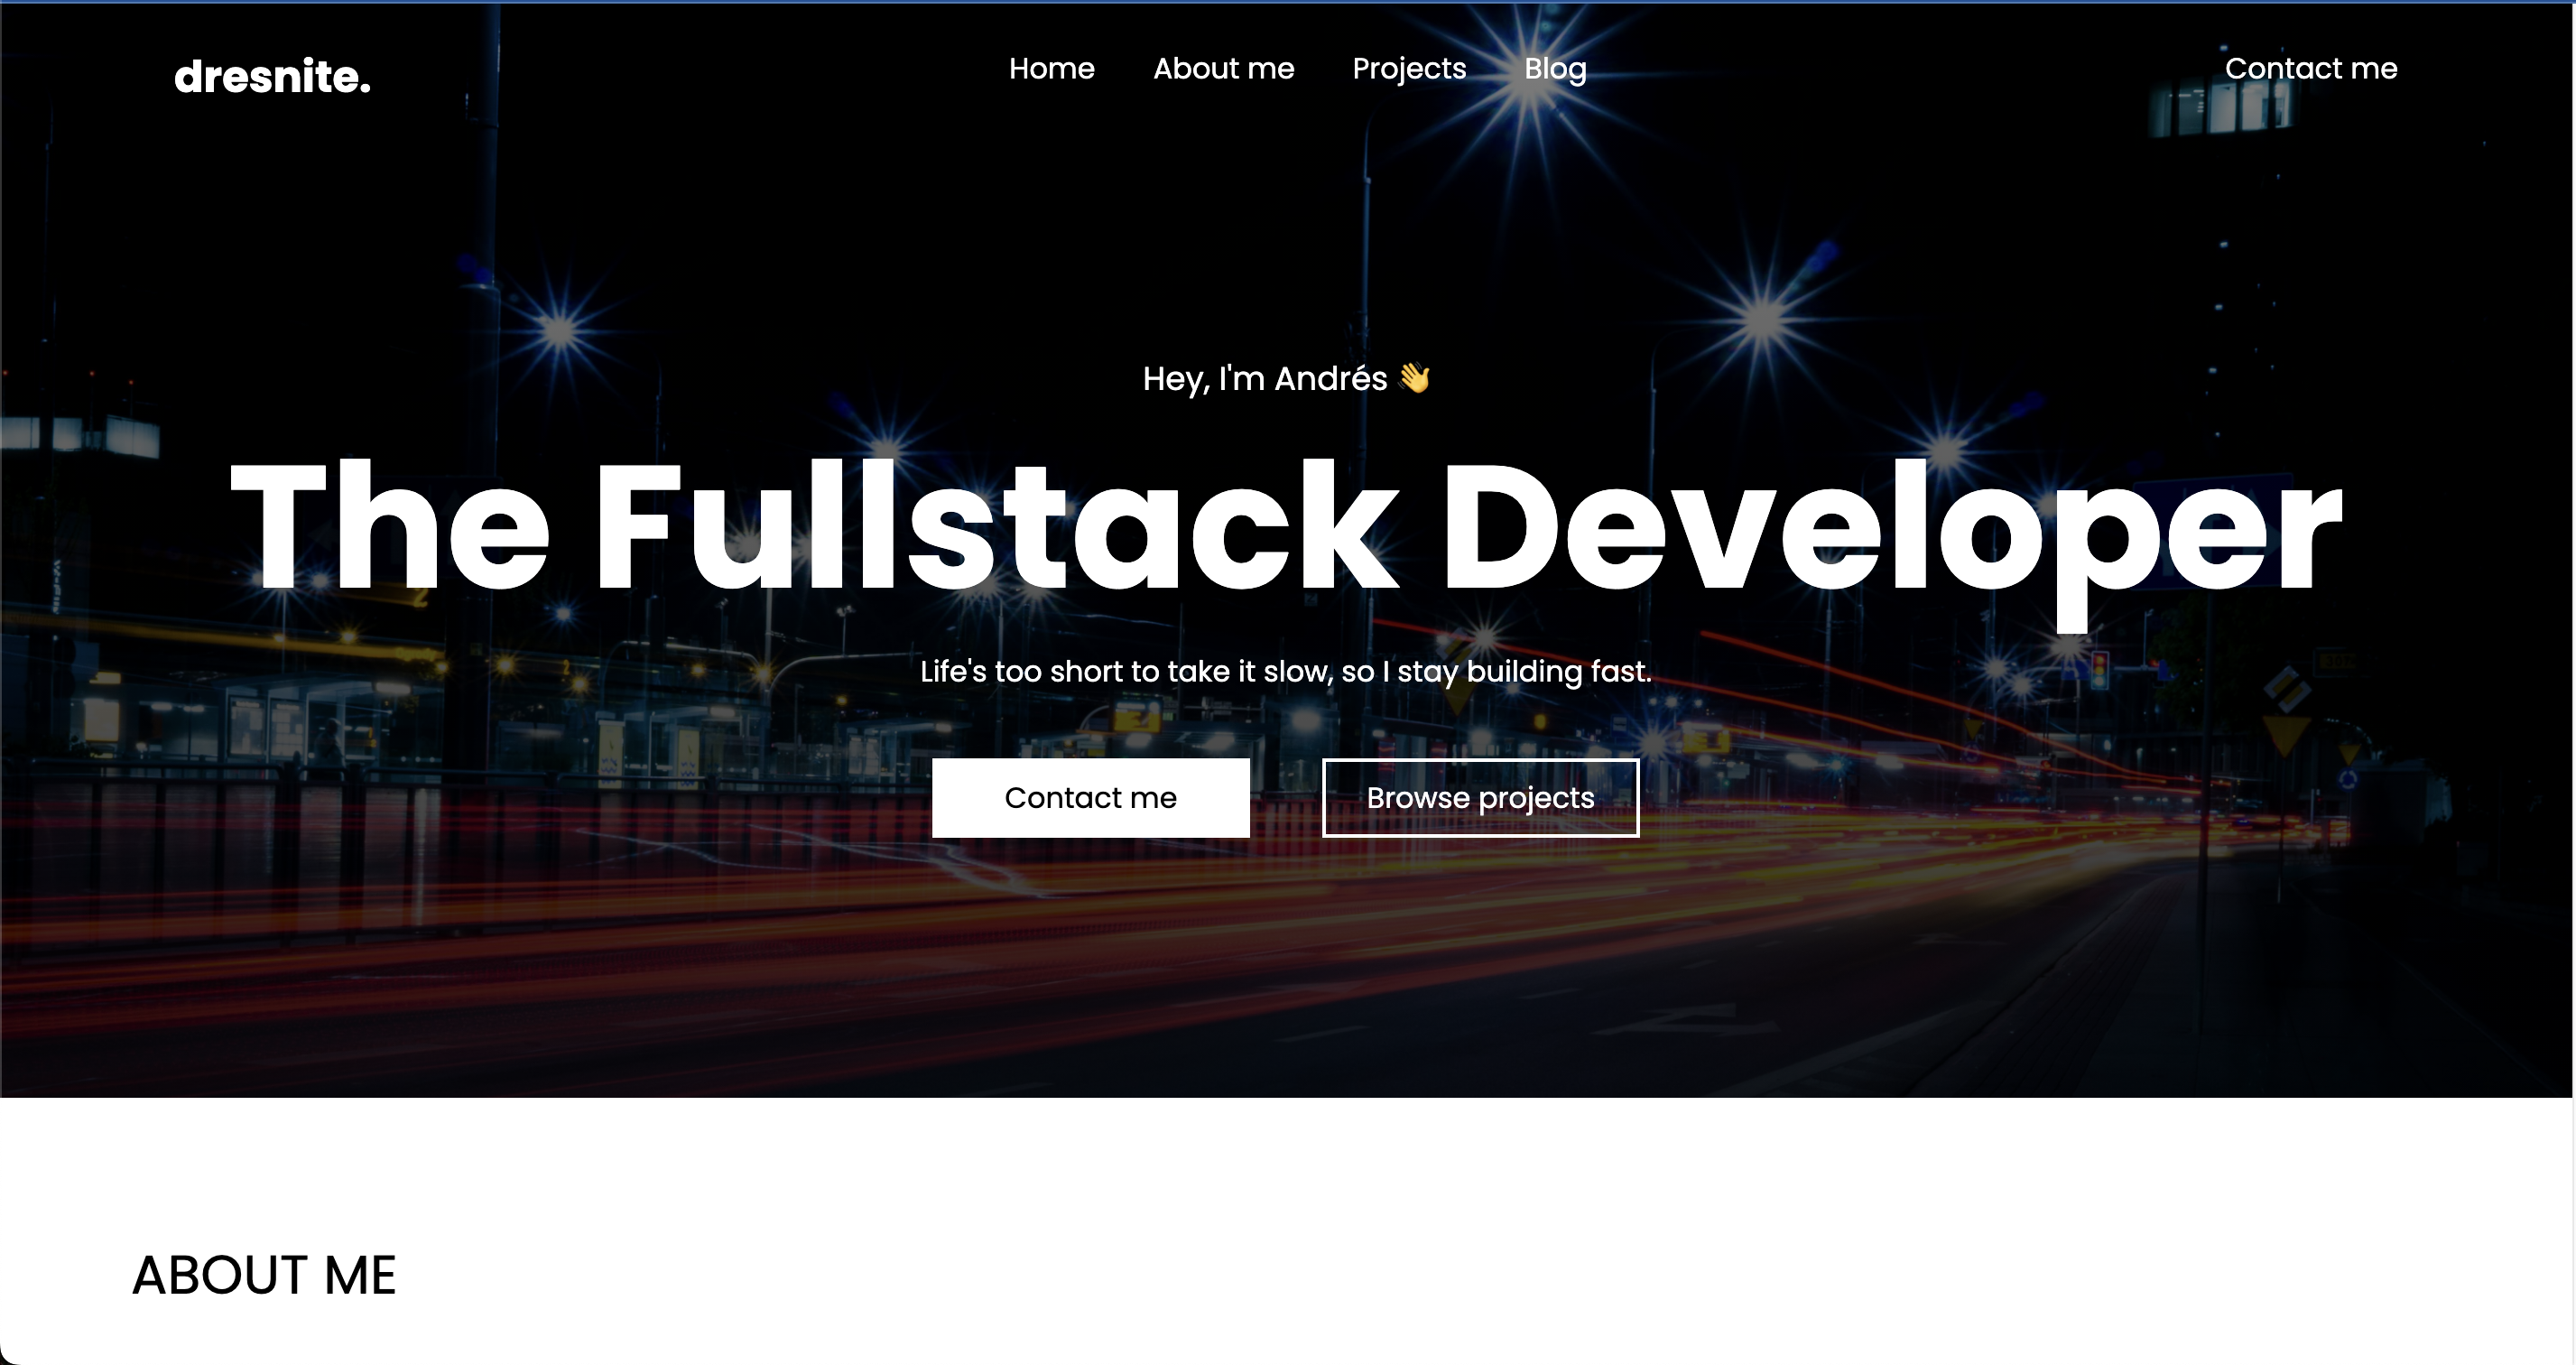 dresnite.
Home About me Projects Blog
Contact me
Hey, I'm Andrés 👋
The Fullstack Developer
Life's too short to take it slow, so I stay building fast.
Contact me
Browse projects
ABOUT ME